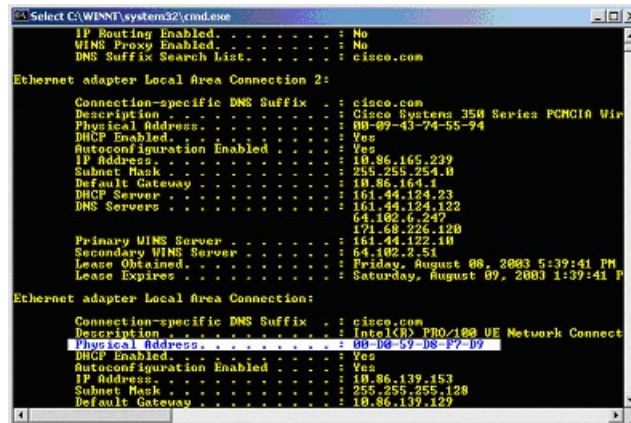 Select C:\WINNT\system32\cmd.exe
IP Routing Enabled. . . . . . . . : No
WINS Proxy Enabled. . . . . . . . : No
DNS Suffix Search List. . . . . . : cisco.com
Ethernet adapter Local Area Connection 2:
Connection-specific DNS Suffix . : cisco.com
Description . . . . . . . . . . . : Cisco Systems 350 Series PCMCIA Wir
Physical Address. . . . . . . . . : 00-09-43-74-55-94
DHCP Enabled. . . . . . . . . . . : Yes
Autoconfiguration Enabled . . . . : Yes
IP Address. . . . . . . . . . . . : 10.86.165.239
Subnet Mask . . . . . . . . . . . : 255.255.254.0
Default Gateway . . . . . . . . . : 10.86.164.1
DHCP Server . . . . . . . . . . . : 161.44.124.23
DNS Servers . . . . . . . . . . . : 161.44.124.122
64.102.6.247
171.68.226.120
Primary WINS Server . . . . . . . : 161.44.122.10
Secondary WINS Server . . . . . . : 64.102.2.51
Lease Obtained. . . . . . . . . . : Friday, August 08, 2003 5:39:41 PM
Lease Expires . . . . . . . . . . : Saturday, August 09, 2003 1:39:41 P
Ethernet adapter Local Area Connection:
Connection-specific DNS Suffix . : cisco.com
Description . . . . . . . . . . . : Intel(R) PRO/100 VE Network Connect
Physical Address. . . . . . . . . : 00-D0-59-D8-F7-D9
DHCP Enabled. . . . . . . . . . . : Yes
Autoconfiguration Enabled . . . . : Yes
IP Address. . . . . . . . . . . . : 10.86.139.153
Subnet Mask . . . . . . . . . . . : 255.255.255.128
Default Gateway . . . . . . . . . : 10.86.139.129